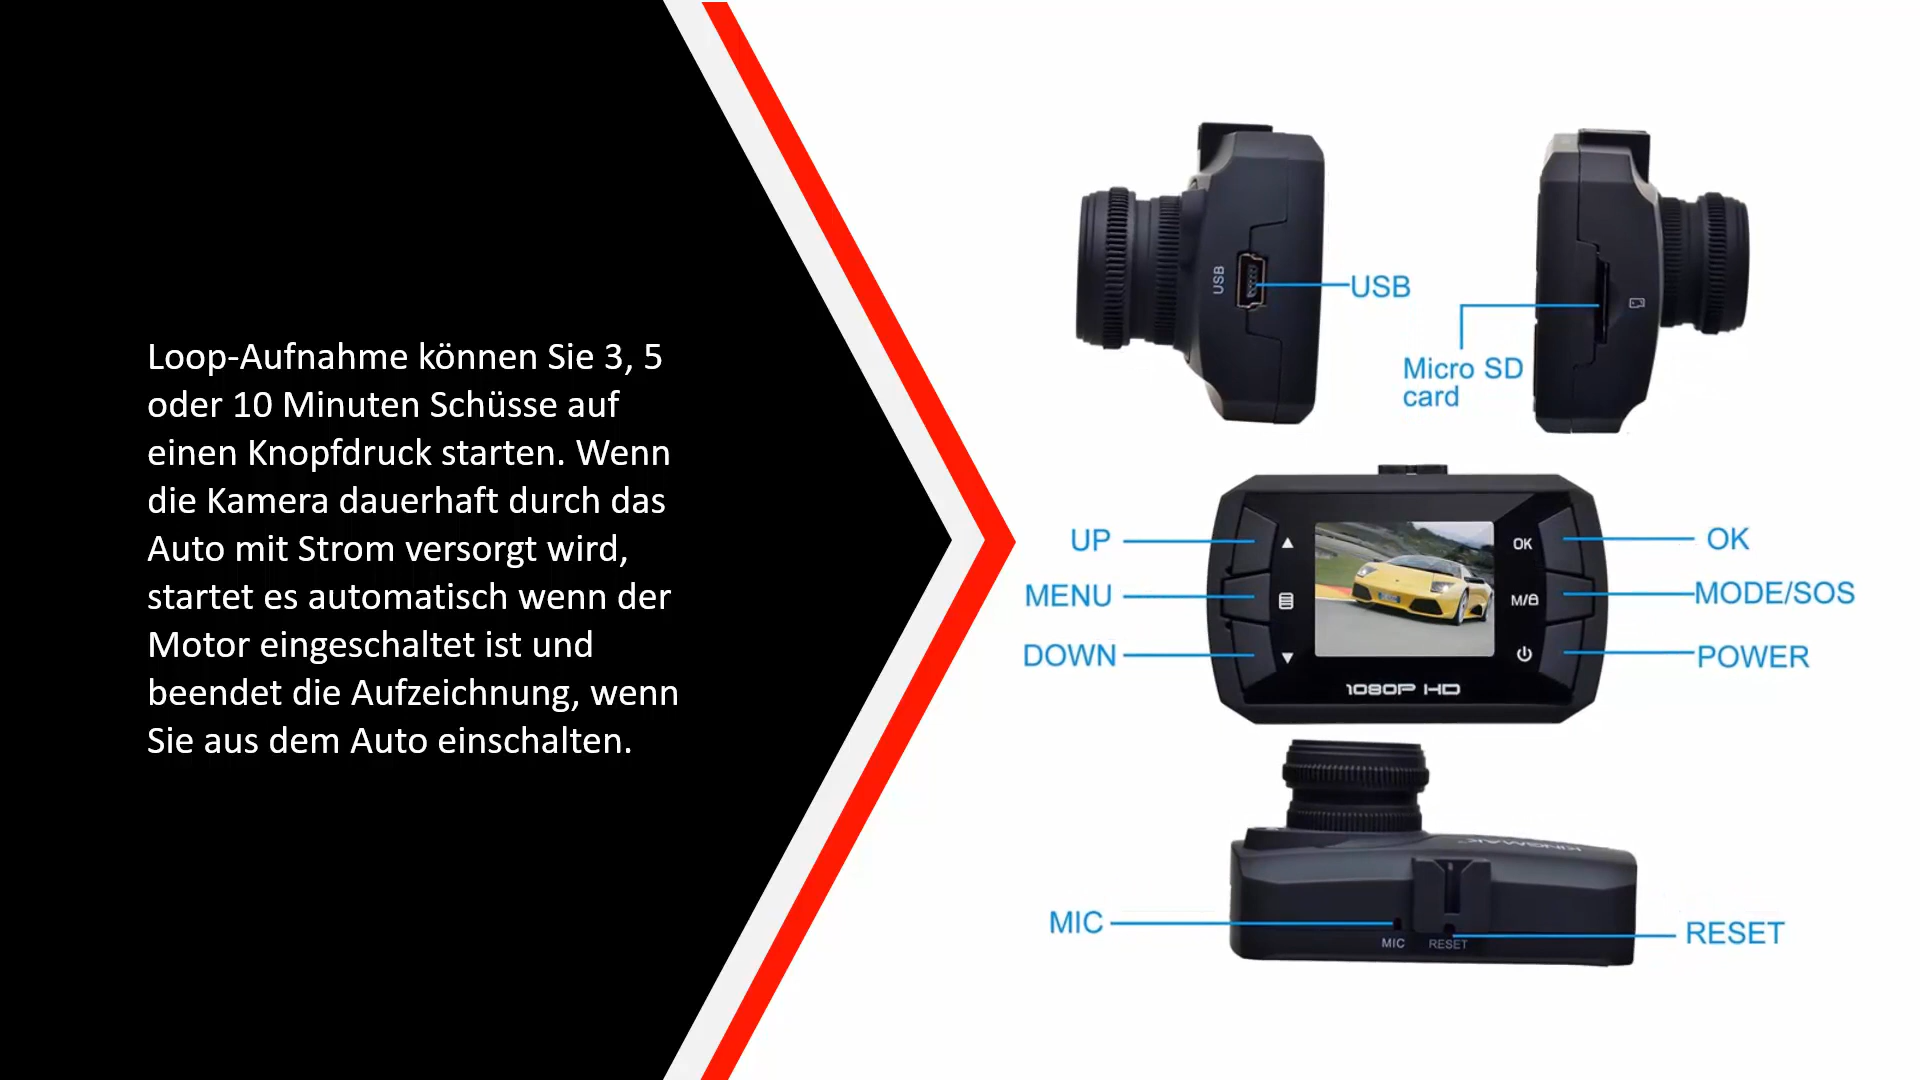 Loop-Aufnahme können Sie 3, 5
oder 10 Minuten Schüsse auf
einen Knopfdruck starten. Wenn
die Kamera dauerhaft durch das
Auto mit Strom versorgt wird,
startet es automatisch wenn der
Motor eingeschaltet ist und
beendet die Aufzeichnung, wenn
Sie aus dem Auto einschalten.
USB
USB
Micro SD
card
UP
MENU
DOWN
OK
M/
1080P HD
OK
MODE/SOS
POWER
KINGMAK
MIC
MIC
RESET
RESET